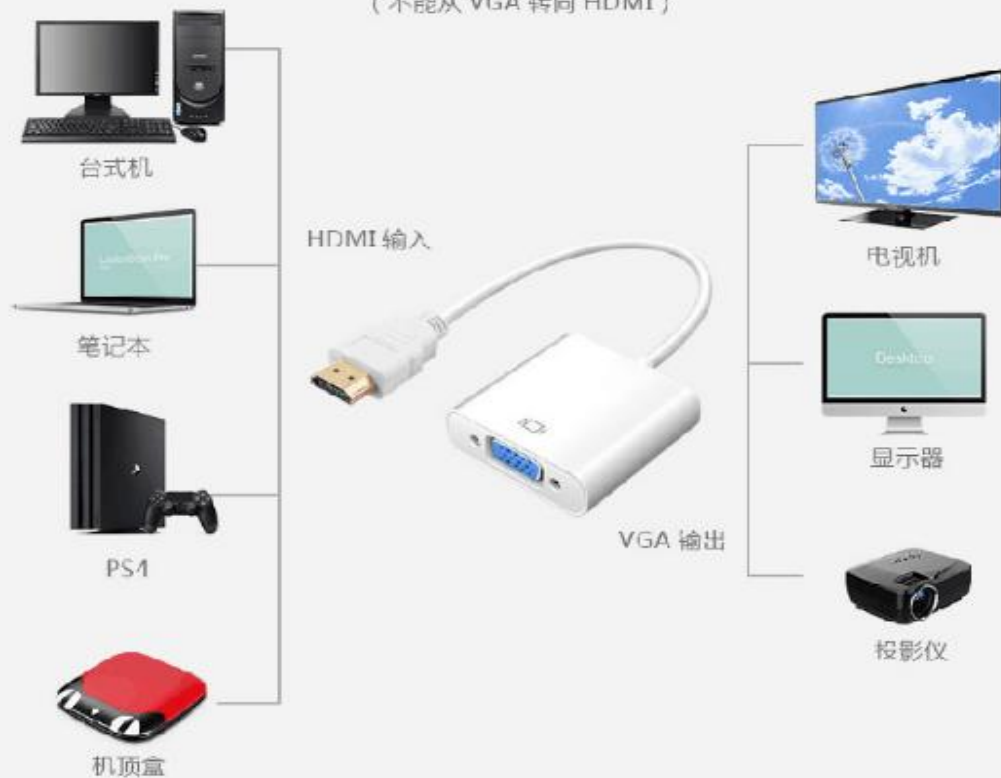 (不能从 VGA 转向 HDMI)
台式机
笔记本
PS4
机顶盒
HDMI 输入
VGA 输出
电视机
Desktop
显示器
投影仪